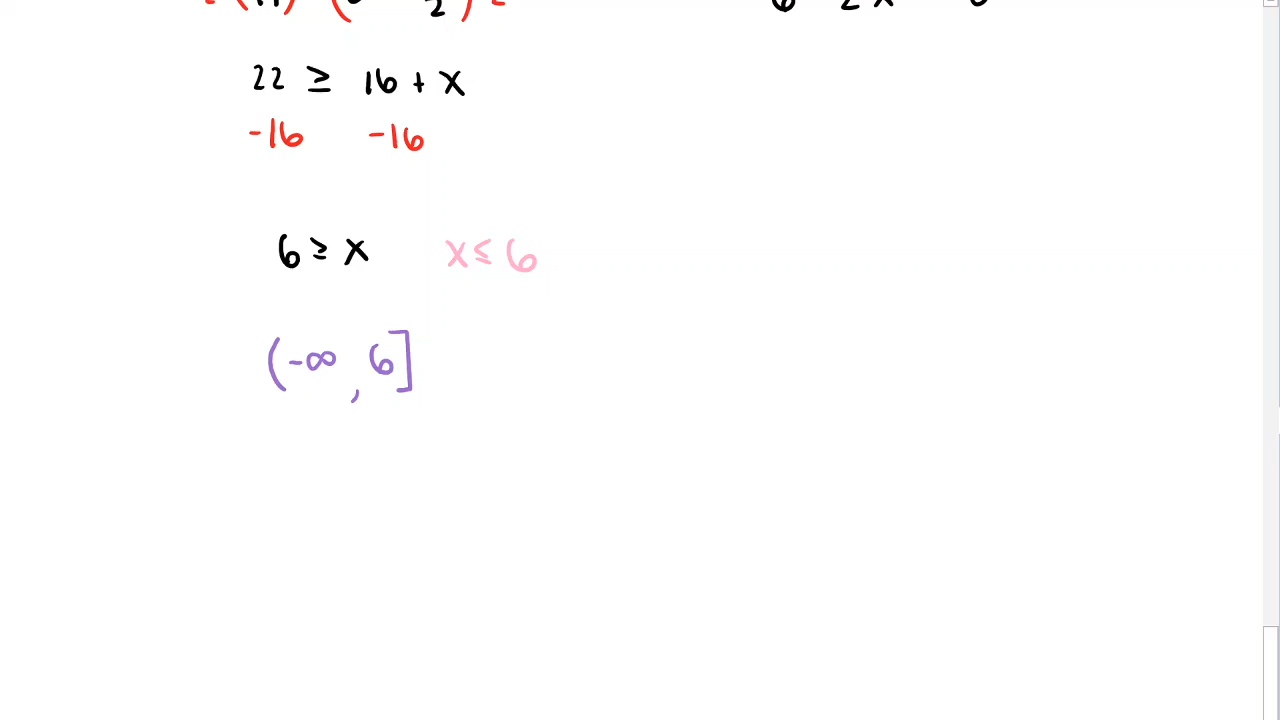 22 ≥ 16 + x
-16 -16
6 ≥ x x ≤ 6
(-∞, 6]